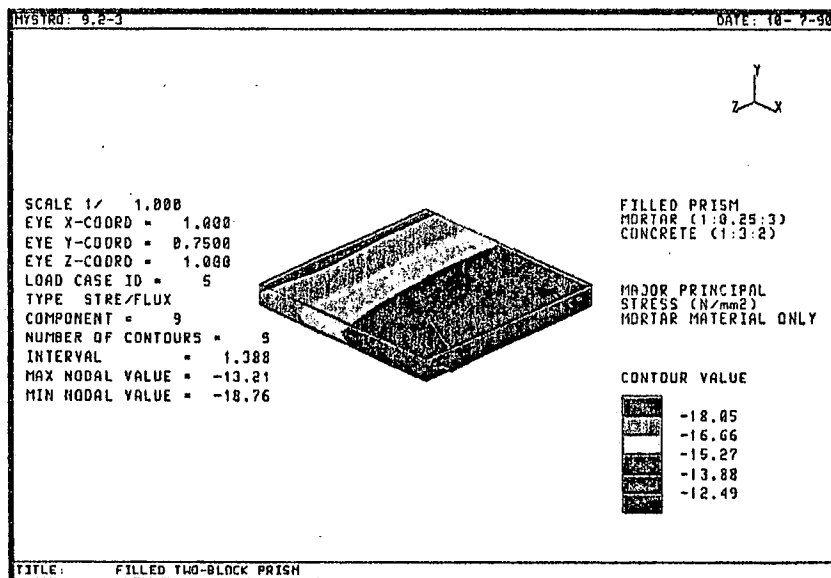 MYSTRO: 9.2-3
DATE: 10- 7-90
Y
Z X
SCALE 1/ 1.000
EYE X-COORD = 1.000
EYE Y-COORD = 0.7500
EYE Z-COORD = 1.000
LOAD CASE ID = 5
TYPE STRE/FLUX
COMPONENT = 9
NUMBER OF CONTOURS = 5
INTERVAL = 1.388
MAX NODAL VALUE = -13.21
MIN NODAL VALUE = -18.76
FILLED PRISM
MORTAR (1:0.25:3)
CONCRETE (1:3:2)
MAJOR PRINCIPAL
STRESS (N/mm2)
MORTAR MATERIAL ONLY
CONTOUR VALUE
-18.05
-16.66
-15.27
-13.88
-12.49
TITLE: FILLED TWO-BLOCK PRISM